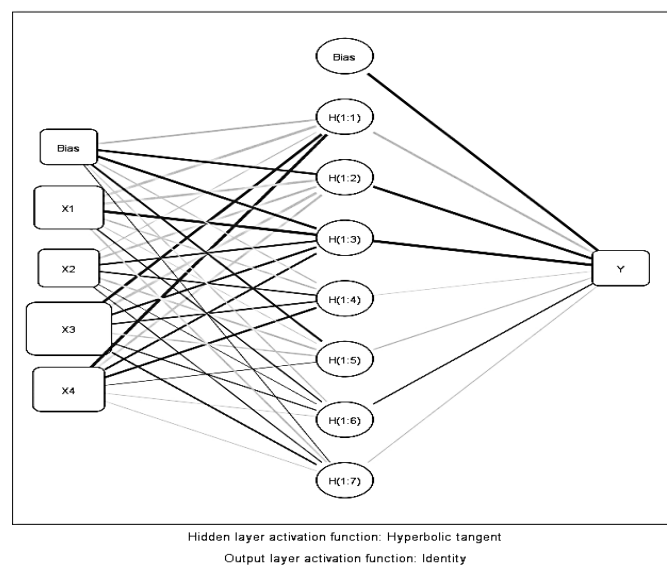 Bias
H(1:1)
Bias
H(1:2)
X1
H(1:3)
X2
Y
H(1:4)
X3
H(1:5)
X4
H(1:6)
H(1:7)
Hidden layer activation function: Hyperbolic tangent
Output layer activation function: Identity